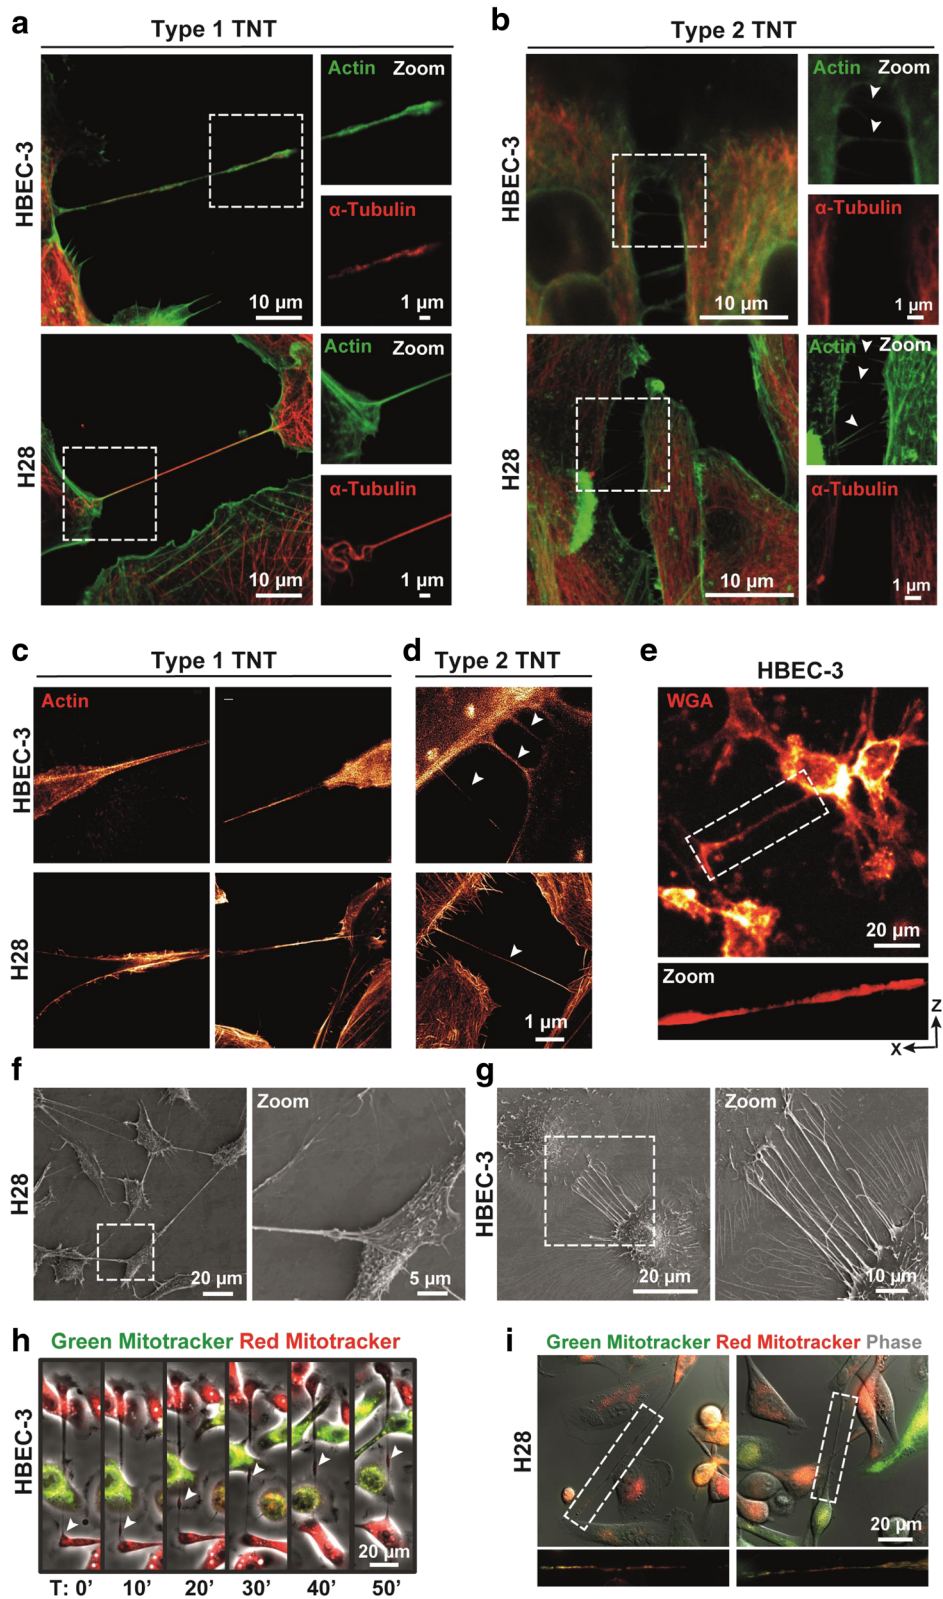 a
Type 1 TNT
HBEC-3
Actin Zoom
α-Tubulin
10 µm
1 µm
H28
Actin Zoom
α-Tubulin
10 µm
1 µm
b
Type 2 TNT
HBEC-3
Actin Zoom
α-Tubulin
10 µm
1 µm
H28
Actin Zoom
α-Tubulin
10 µm
1 µm
c
Type 1 TNT
HBEC-3
Actin
H28
d
Type 2 TNT
1 µm
e
HBEC-3
WGA
20 µm
Zoom
Z
X
f
H28
20 µm
Zoom
5 µm
g
HBEC-3
20 µm
Zoom
10 µm
h
Green Mitotracker Red Mitotracker
HBEC-3
20 µm
T: 0’ 10’ 20’ 30’ 40’ 50’
i
Green Mitotracker Red Mitotracker Phase
H28
20 µm